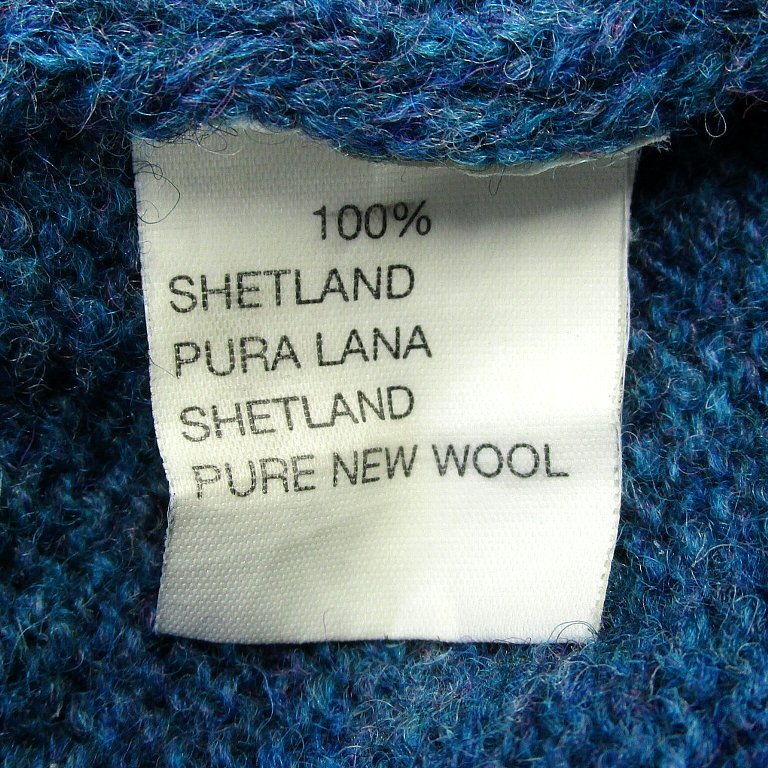 100%
SHETLAND
PURA LANA
SHETLAND
PURE NEW WOOL